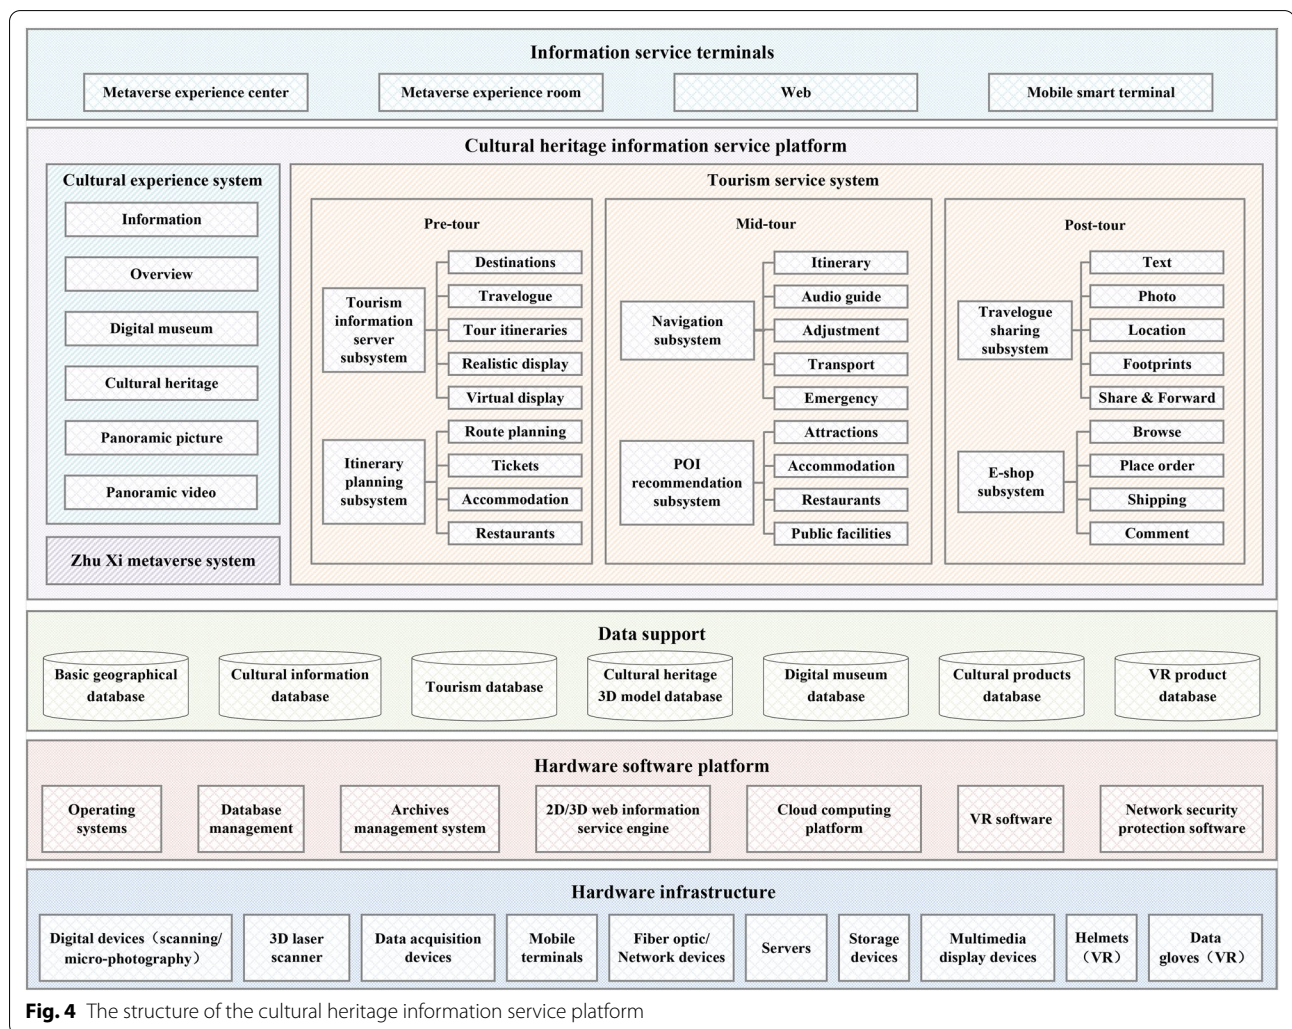 Information service terminals
Metaverse experience center
Metaverse experience room
Web
Mobile smart terminal
Cultural heritage information service platform
Cultural experience system
Information
Overview
Digital museum
Cultural heritage
Panoramic picture
Panoramic video
Zhu Xi metaverse system
Tourism service system
Pre-tour
Tourism
information
server
subsystem
Destinations
Travelogue
Tour itineraries
Realistic display
Virtual display
Itinerary
planning
subsystem
Route planning
Tickets
Accommodation
Restaurants
Mid-tour
Navigation
subsystem
Itinerary
Audio guide
Adjustment
Transport
Emergency
POI
recommendation
subsystem
Attractions
Accommodation
Restaurants
Public facilities
Post-tour
Travelogue
sharing
subsystem
Text
Photo
Location
Footprints
Share & Forward
E-shop
subsystem
Browse
Place order
Shipping
Comment
Data support
Basic geographical
database
Cultural information
database
Tourism database
Cultural heritage
3D model database
Digital museum
database
Cultural products
database
VR product
database
Hardware software platform
Operating
systems
Database
management
Archives
management system
2D/3D web information
service engine
Cloud computing
platform
VR software
Network security
protection software
Hardware infrastructure
Digital devices（scanning/
micro-photography）
3D laser
scanner
Data acquisition
devices
Mobile
terminals
Fiber optic/
Network devices
Servers
Storage
devices
Multimedia
display devices
Helmets
（VR）
Data
gloves（VR）
Fig. 4 The structure of the cultural heritage information service platform